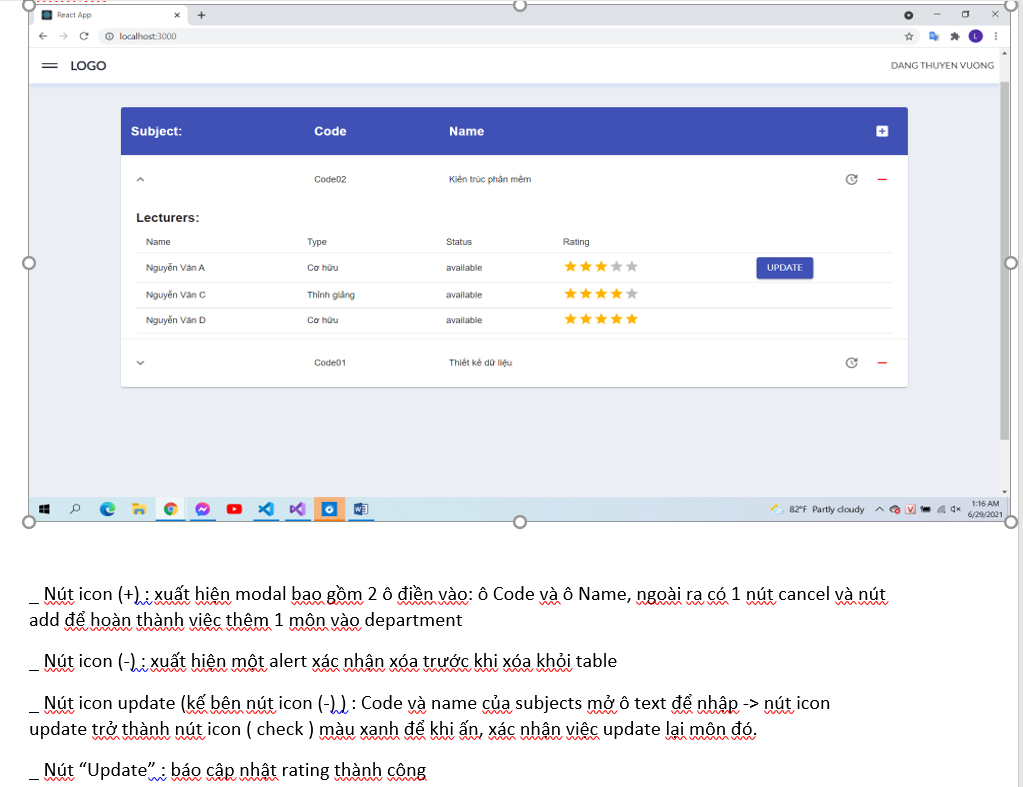 React App
localhost:3000
L
LOGO
DANG THUYEN VUONG
Subject: Code Name
Code02 Kiến trúc phần mềm
Lecturers:
Name Type Status Rating
Nguyễn Văn A Cơ hữu available UPDATE
Nguyễn Văn C Thỉnh giảng available
Nguyễn Văn D Cơ hữu available
Code01 Thiết kế dữ liệu
82°F Partly cloudy 1:16 AM
6/29/2021
_ Nút icon (+) : xuất hiện modal bao gồm 2 ô điền vào: ô Code và ô Name, ngoài ra có 1 nút cancel và nút
add để hoàn thành việc thêm 1 môn vào department
_ Nút icon (-) : xuất hiện một alert xác nhận xóa trước khi xóa khỏi table
_ Nút icon update (kế bên nút icon (-) ) : Code và name của subjects mở ô text để nhập -> nút icon
update trở thành nút icon ( check ) màu xanh để khi ấn, xác nhận việc update lại môn đó.
_ Nút “Update” : báo cập nhật rating thành công